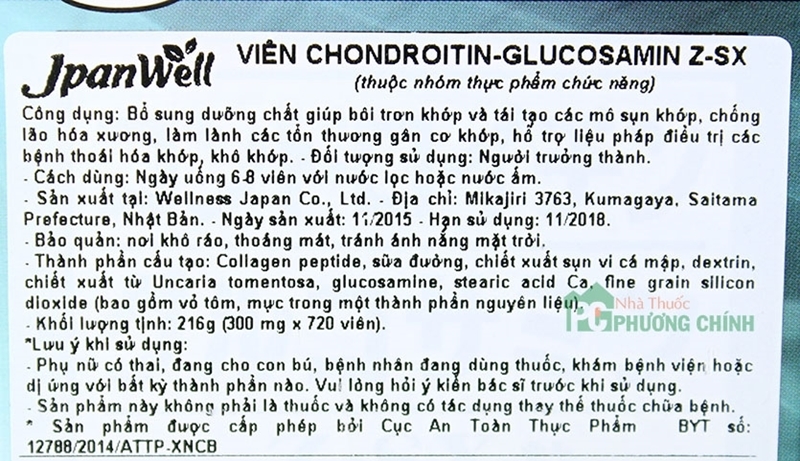 JpanWell
VIÊN CHONDROITIN-GLUCOSAMIN Z-SX
(thuộc nhóm thực phẩm chức năng)
Công dụng: Bổ sung dưỡng chất giúp bôi trơn khớp và tái tạo các mô sụn khớp, chống
lão hóa xương, làm lành các tổn thương gân cơ khớp, hổ trợ liệu pháp điều trị các
bệnh thoái hóa khớp, khô khớp. - Đối tượng sử dụng: Người trưởng thành.
- Cách dùng: Ngày uống 6-8 viên với nước lọc hoặc nước ấm.
- Sản xuất tại: Wellness Japan Co., Ltd. - Địa chỉ: Mikajiri 3763, Kumagaya, Saitama
Prefecture, Nhật Bản. - Ngày sản xuất: 11/2015 - Hạn sử dụng: 11/2018.
- Bảo quản: nơi khô ráo, thoáng mát, tránh ánh nắng mặt trời.
- Thành phần cấu tạo: Collagen peptide, sữa đường, chiết xuất sụn vi cá mập, dextrin,
chiết xuất từ Uncaria tomentosa, glucosamine, stearic acid Ca, fine grain silicon
dioxide (bao gồm vỏ tôm, mực trong một thành phần nguyên liệu)
- Khối lượng tịnh: 216g (300 mg x 720 viên).
Nhà Thuốc
PC PHƯƠNG CHÍNH
*Lưu ý khi sử dụng:
- Phụ nữ có thai, đang cho con bú, bệnh nhân đang dùng thuốc, khám bệnh viện hoặc
dị ứng với bất kỳ thành phần nào. Vui lòng hỏi ý kiến bác sĩ trước khi sử dụng.
- Sản phẩm này không phải là thuốc và không có tác dụng thay thế thuốc chữa bệnh.
* Sản phẩm được cấp phép bởi Cục An Toàn Thực Phẩm BYT số:
12788/2014/ATTP-XNCB